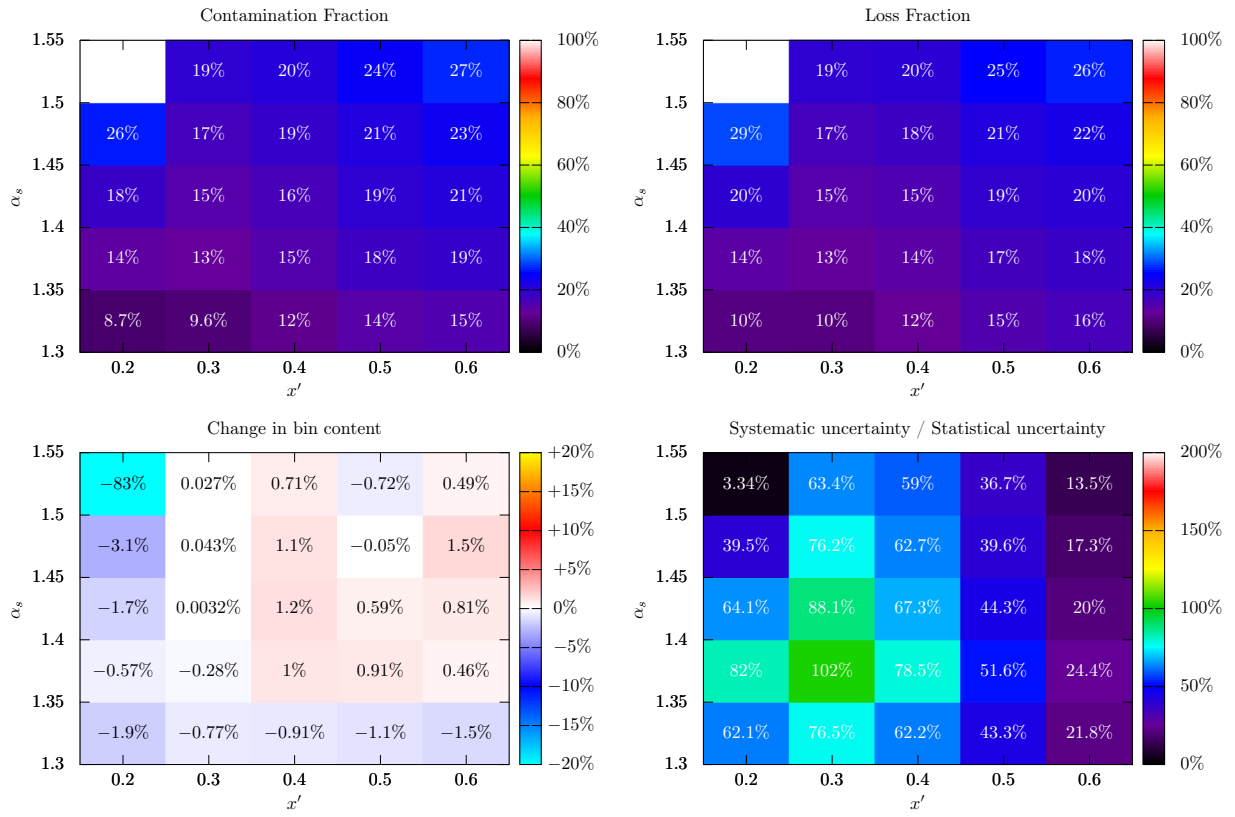 Contamination Fraction
1.55
1.5
1.45
1.4
1.35
1.3
α_s
19% 20% 24% 27%
26% 17% 19% 21% 23%
18% 15% 16% 19% 21%
14% 13% 15% 18% 19%
8.7% 9.6% 12% 14% 15%
0.2 0.3 0.4 0.5 0.6
x′
100%
80%
60%
40%
20%
0%
Loss Fraction
1.55
1.5
1.45
1.4
1.35
1.3
α_s
19% 20% 25% 26%
29% 17% 18% 21% 22%
20% 15% 15% 19% 20%
14% 13% 14% 17% 18%
10% 10% 12% 15% 16%
0.2 0.3 0.4 0.5 0.6
x′
100%
80%
60%
40%
20%
0%
Change in bin content
1.55
1.5
1.45
1.4
1.35
1.3
α_s
−83% 0.027% 0.71% −0.72% 0.49%
−3.1% 0.043% 1.1% −0.05% 1.5%
−1.7% 0.0032% 1.2% 0.59% 0.81%
−0.57% −0.28% 1% 0.91% 0.46%
−1.9% −0.77% −0.91% −1.1% −1.5%
0.2 0.3 0.4 0.5 0.6
x′
+20%
+15%
+10%
+5%
0%
−5%
−10%
−15%
−20%
Systematic uncertainty / Statistical uncertainty
1.55
1.5
1.45
1.4
1.35
1.3
α_s
3.34% 63.4% 59% 36.7% 13.5%
39.5% 76.2% 62.7% 39.6% 17.3%
64.1% 88.1% 67.3% 44.3% 20%
82% 102% 78.5% 51.6% 24.4%
62.1% 76.5% 62.2% 43.3% 21.8%
0.2 0.3 0.4 0.5 0.6
x′
200%
150%
100%
50%
0%